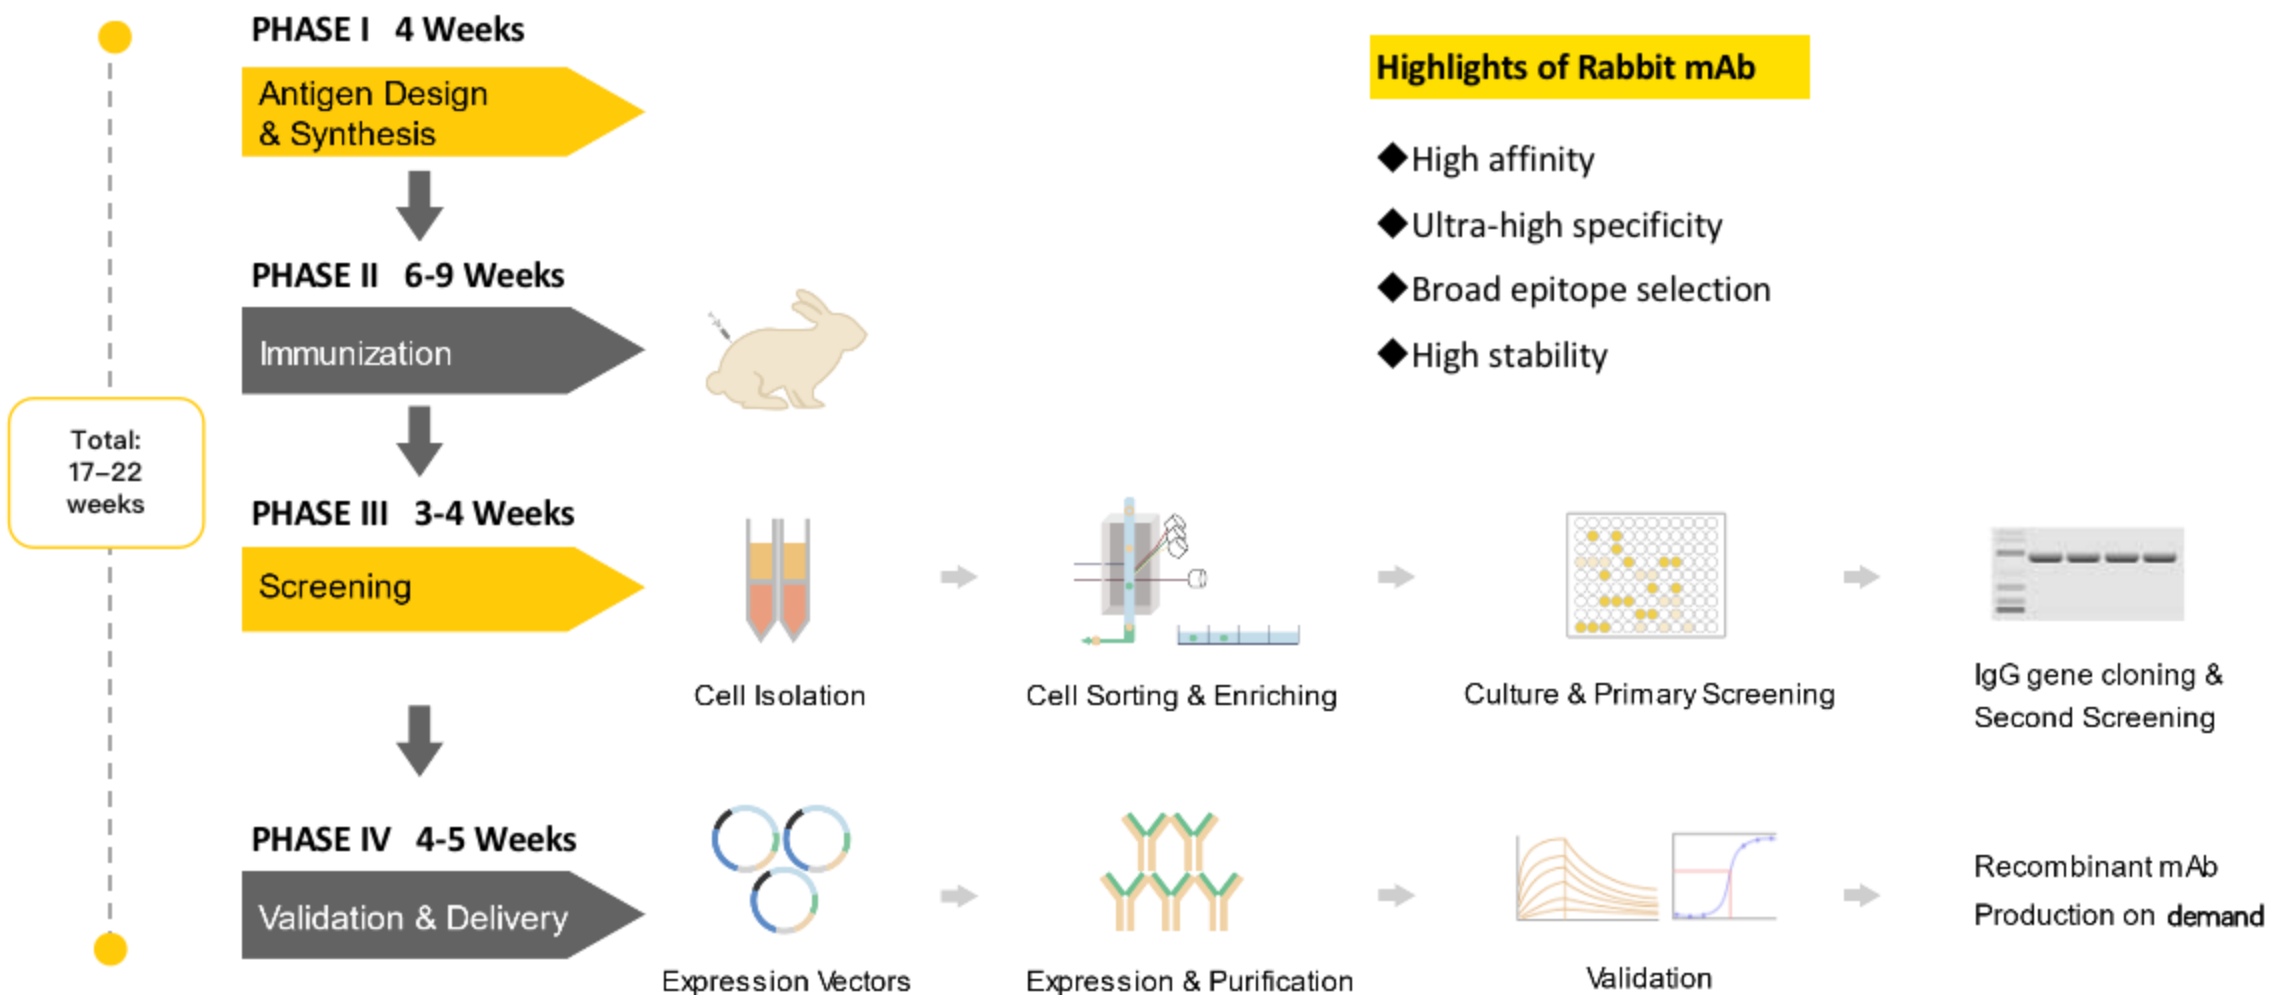 PHASE I 4 Weeks
Antigen Design
& Synthesis
PHASE II 6-9 Weeks
Immunization
Total:
17–22
weeks
PHASE III 3-4 Weeks
Screening
Cell Isolation
Cell Sorting & Enriching
Culture & Primary Screening
IgG gene cloning &
Second Screening
PHASE IV 4-5 Weeks
Validation & Delivery
Expression Vectors
Expression & Purification
Validation
Recombinant mAb
Production on demand
Highlights of Rabbit mAb
◆High affinity
◆Ultra-high specificity
◆Broad epitope selection
◆High stability